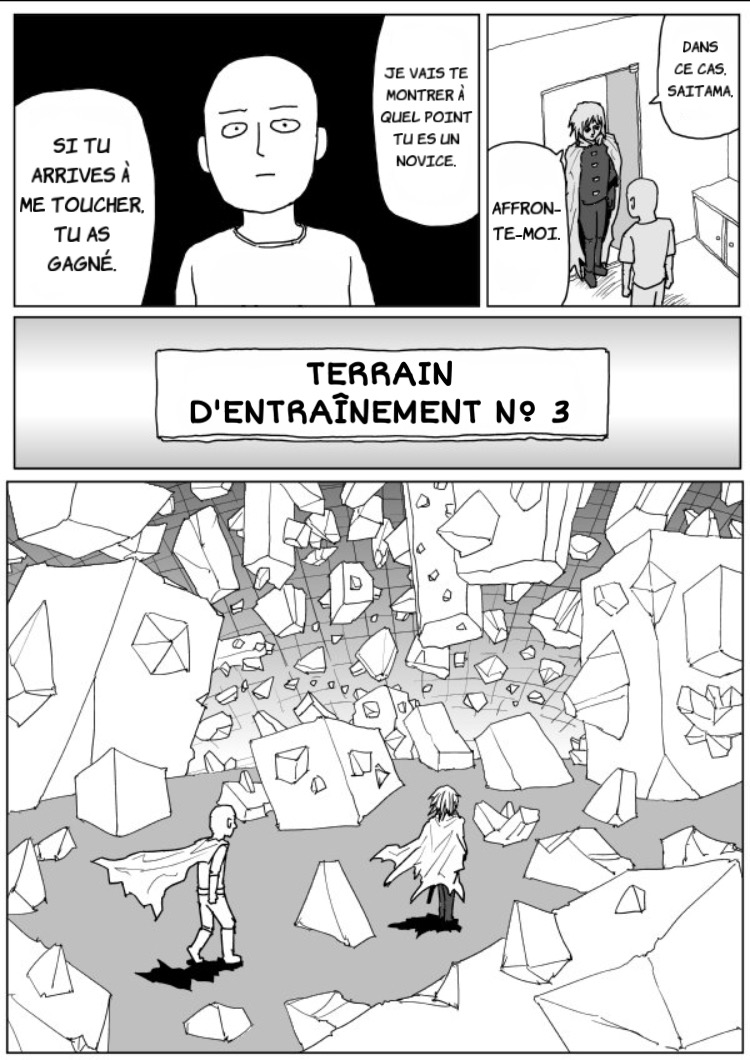 DANS
CE CAS,
SAITAMA.
AFFRON-
TE-MOI.
JE VAIS TE
MONTRER À
QUEL POINT
TU ES UN
NOVICE.
SI TU
ARRIVES À
ME TOUCHER,
TU AS
GAGNÉ.
TERRAIN
D'ENTRAÎNEMENT Nº 3